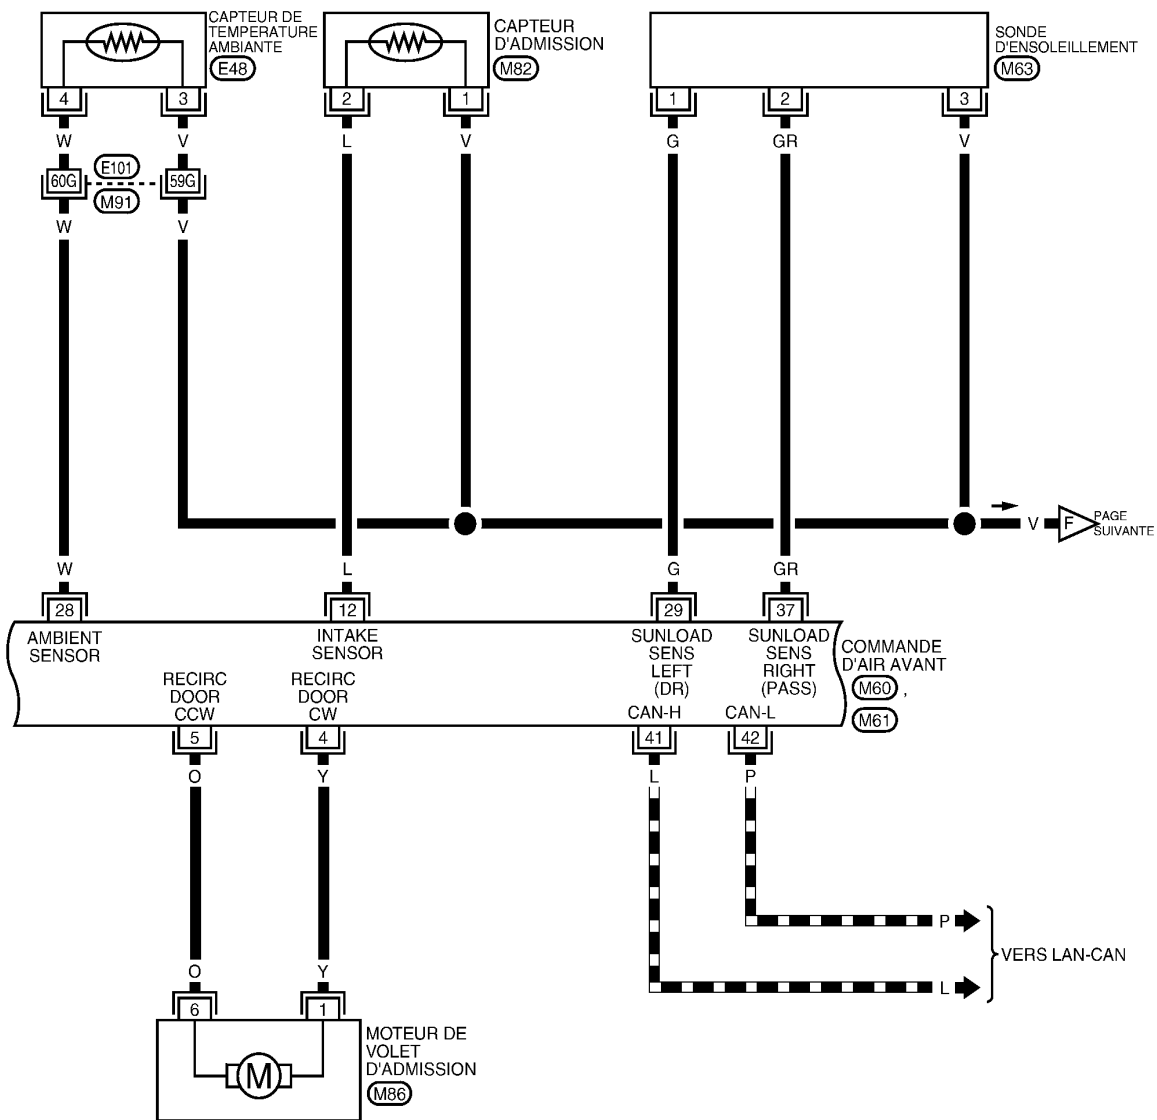 CAPTEUR DE
TEMPERATURE
AMBIANTE
E48
CAPTEUR
D'ADMISSION
M82
SONDE
D'ENSOLEILLEMENT
M63
4
3
2
1
1
2
3
W
V
L
V
G
GR
V
60G
E101
M91
59G
W
V
V
F
PAGE
SUIVANTE
W
L
G
GR
28
12
29
37
AMBIENT
SENSOR
INTAKE
SENSOR
SUNLOAD
SENS
LEFT
(DR)
SUNLOAD
SENS
RIGHT
(PASS)
COMMANDE
D'AIR AVANT
M60 ,
M61
RECIRC
DOOR
CCW
RECIRC
DOOR
CW
CAN-H
CAN-L
5
4
41
42
O
Y
L
P
P
VERS LAN-CAN
L
O
Y
6
1
M
MOTEUR DE
VOLET
D'ADMISSION
M86